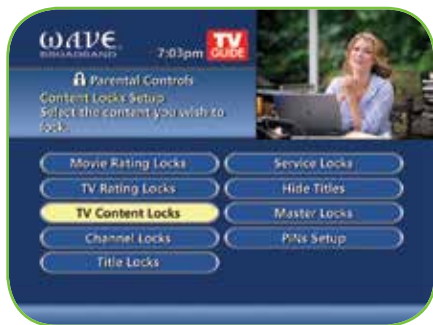 WAVE
BROADBAND
7:03pm
TV
GUIDE
Parental Controls
Content Locks Setup
Select the content you wish to
lock.
Movie Rating Locks
Service Locks
TV Rating Locks
Hide Titles
TV Content Locks
Master Locks
Channel Locks
PINs Setup
Title Locks